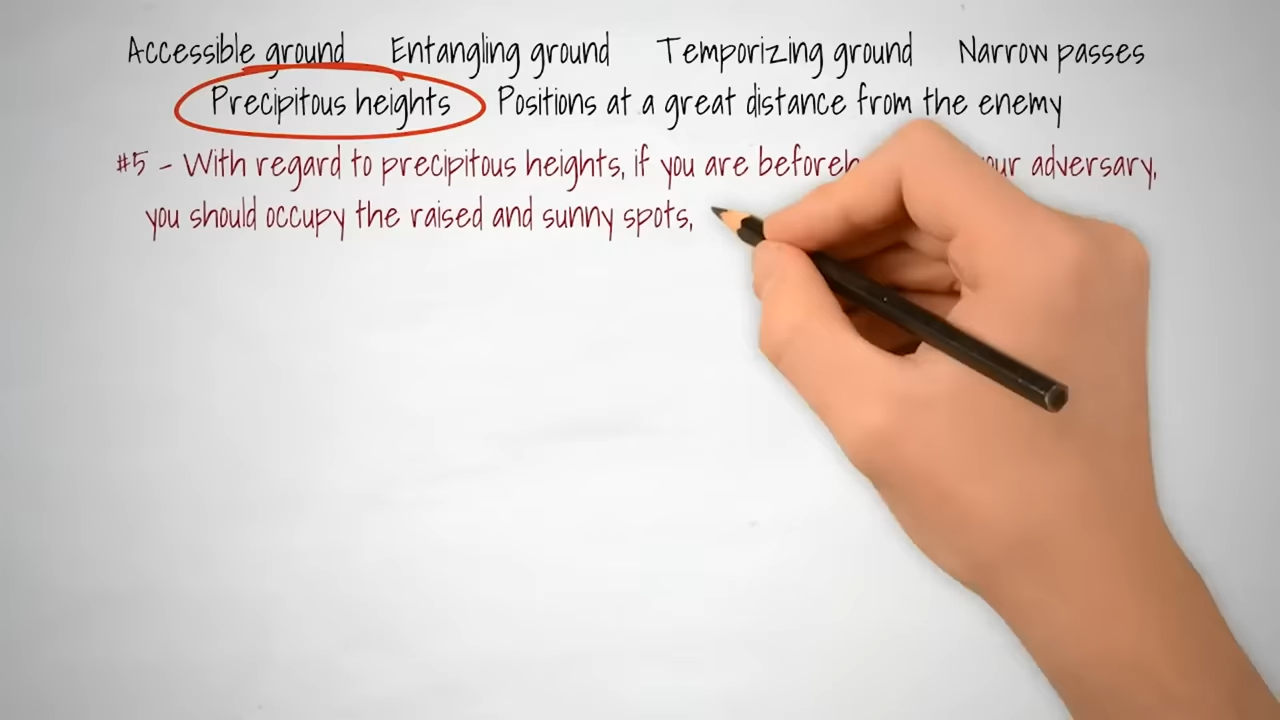 Accessible ground Entangling ground Temporizing ground Narrow passes
Precipitous heights Positions at a great distance from the enemy
#5 - With regard to precipitous heights, if you are adversary,
you should occupy the raised and sunny spots,